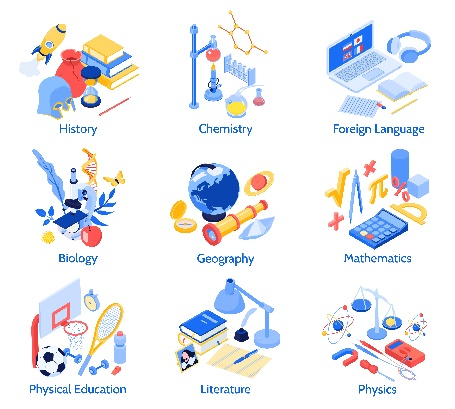 History
Chemistry
Foreign Language
Biology
Geography
Mathematics
Physical Education
Literature
Physics